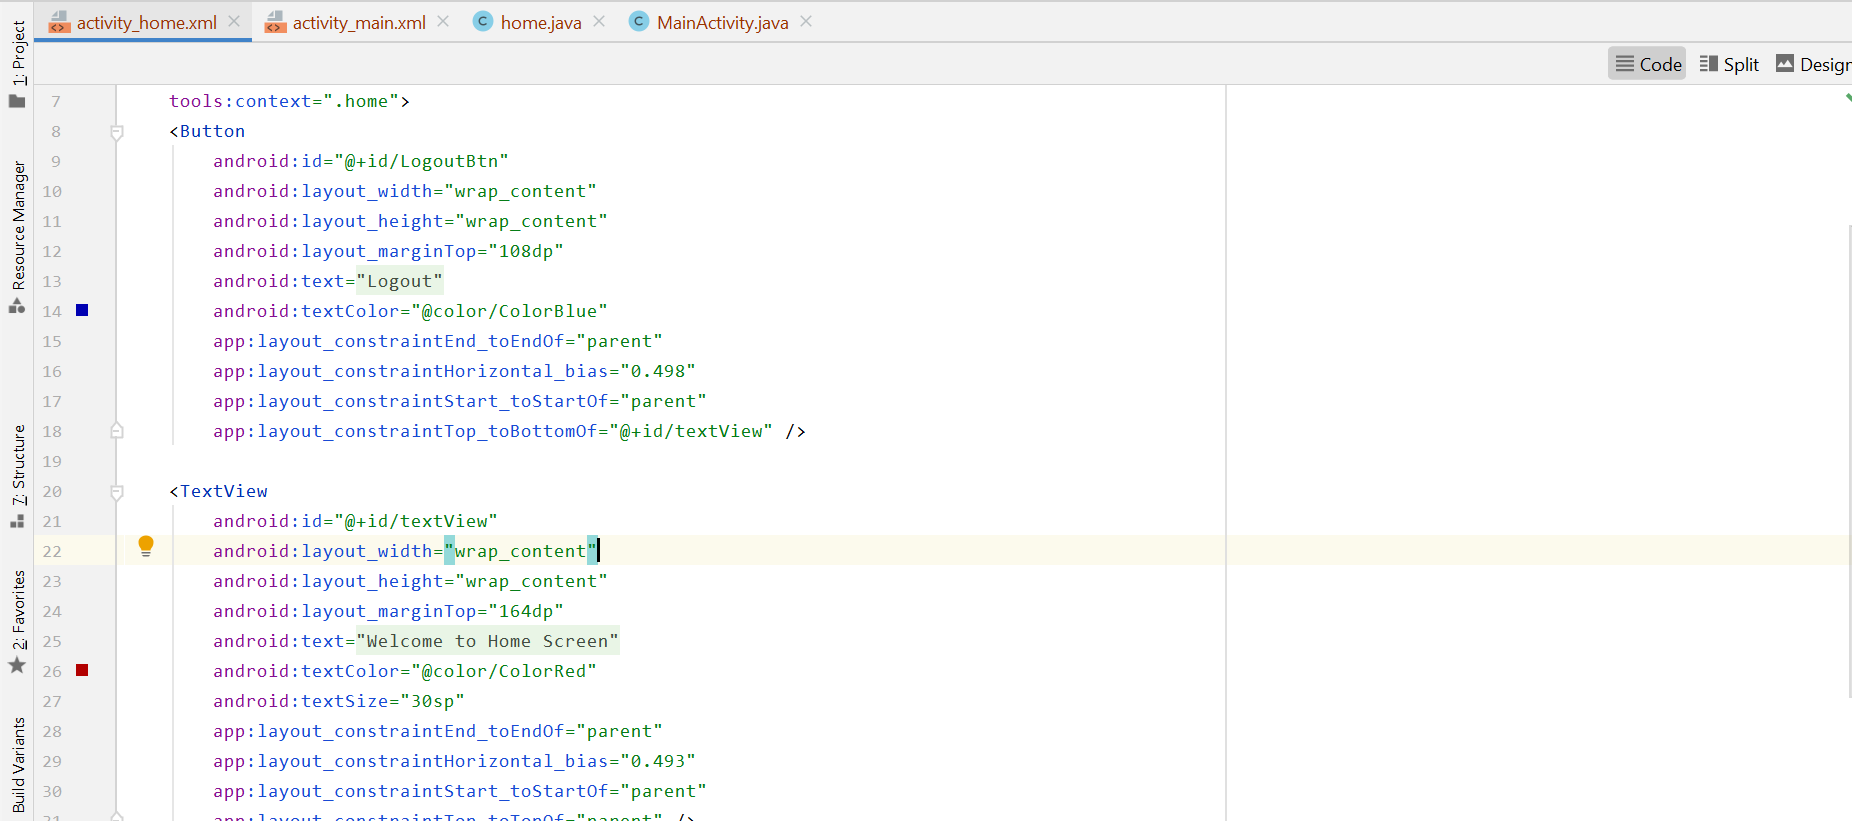 activity_home.xml activity_main.xml home.java MainActivity.java
Code Split Design
1: Project
Resource Manager
7: Structure
2: Favorites
Build Variants
7 tools:context=".home">
8 <Button
9 android:id="@+id/LogoutBtn"
10 android:layout_width="wrap_content"
11 android:layout_height="wrap_content"
12 android:layout_marginTop="108dp"
13 android:text="Logout"
14 android:textColor="@color/ColorBlue"
15 app:layout_constraintEnd_toEndOf="parent"
16 app:layout_constraintHorizontal_bias="0.498"
17 app:layout_constraintStart_toStartOf="parent"
18 app:layout_constraintTop_toBottomOf="@+id/textView" />
19
20 <TextView
21 android:id="@+id/textView"
22 android:layout_width="wrap_content"
23 android:layout_height="wrap_content"
24 android:layout_marginTop="164dp"
25 android:text="Welcome to Home Screen"
26 android:textColor="@color/ColorRed"
27 android:textSize="30sp"
28 app:layout_constraintEnd_toEndOf="parent"
29 app:layout_constraintHorizontal_bias="0.493"
30 app:layout_constraintStart_toStartOf="parent"
31 app:layout_constraintTop_toTopOf="parent" />